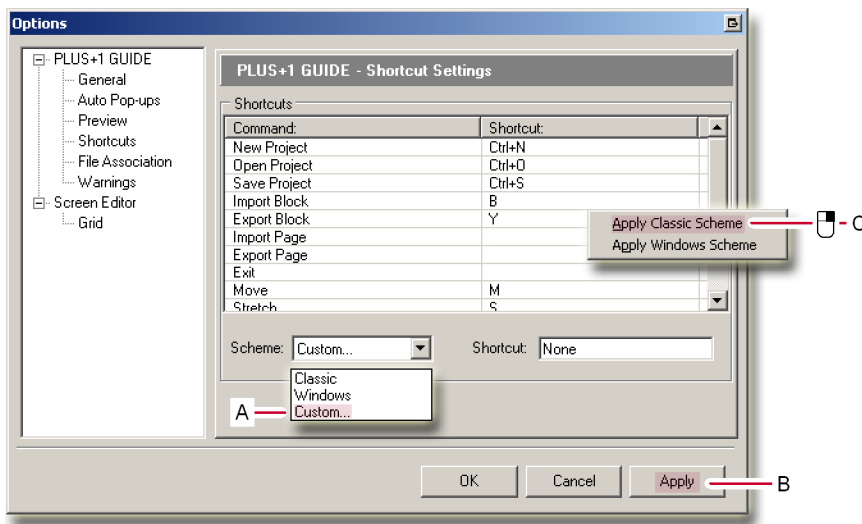 Options
PLUS+1 GUIDE
General
Auto Pop-ups
Preview
Shortcuts
File Association
Warnings
Screen Editor
Grid
PLUS+1 GUIDE - Shortcut Settings
Shortcuts
Command: Shortcut:
New Project Ctrl+N
Open Project Ctrl+O
Save Project Ctrl+S
Import Block B
Export Block Y
Import Page
Export Page
Exit
Move M
Stretch S
Apply Classic Scheme C
Apply Windows Scheme
Scheme: Custom... Shortcut: None
Classic
Windows
A Custom...
OK Cancel Apply B